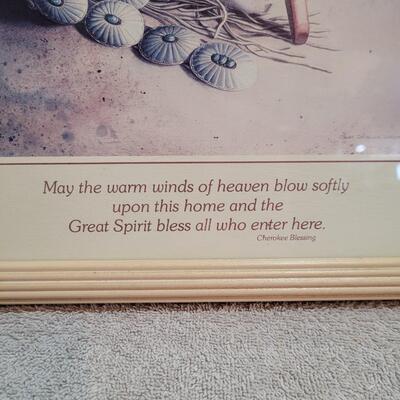 May the warm winds of heaven blow softly
upon this home and the
Great Spirit bless all who enter here.
Cherokee Blessing